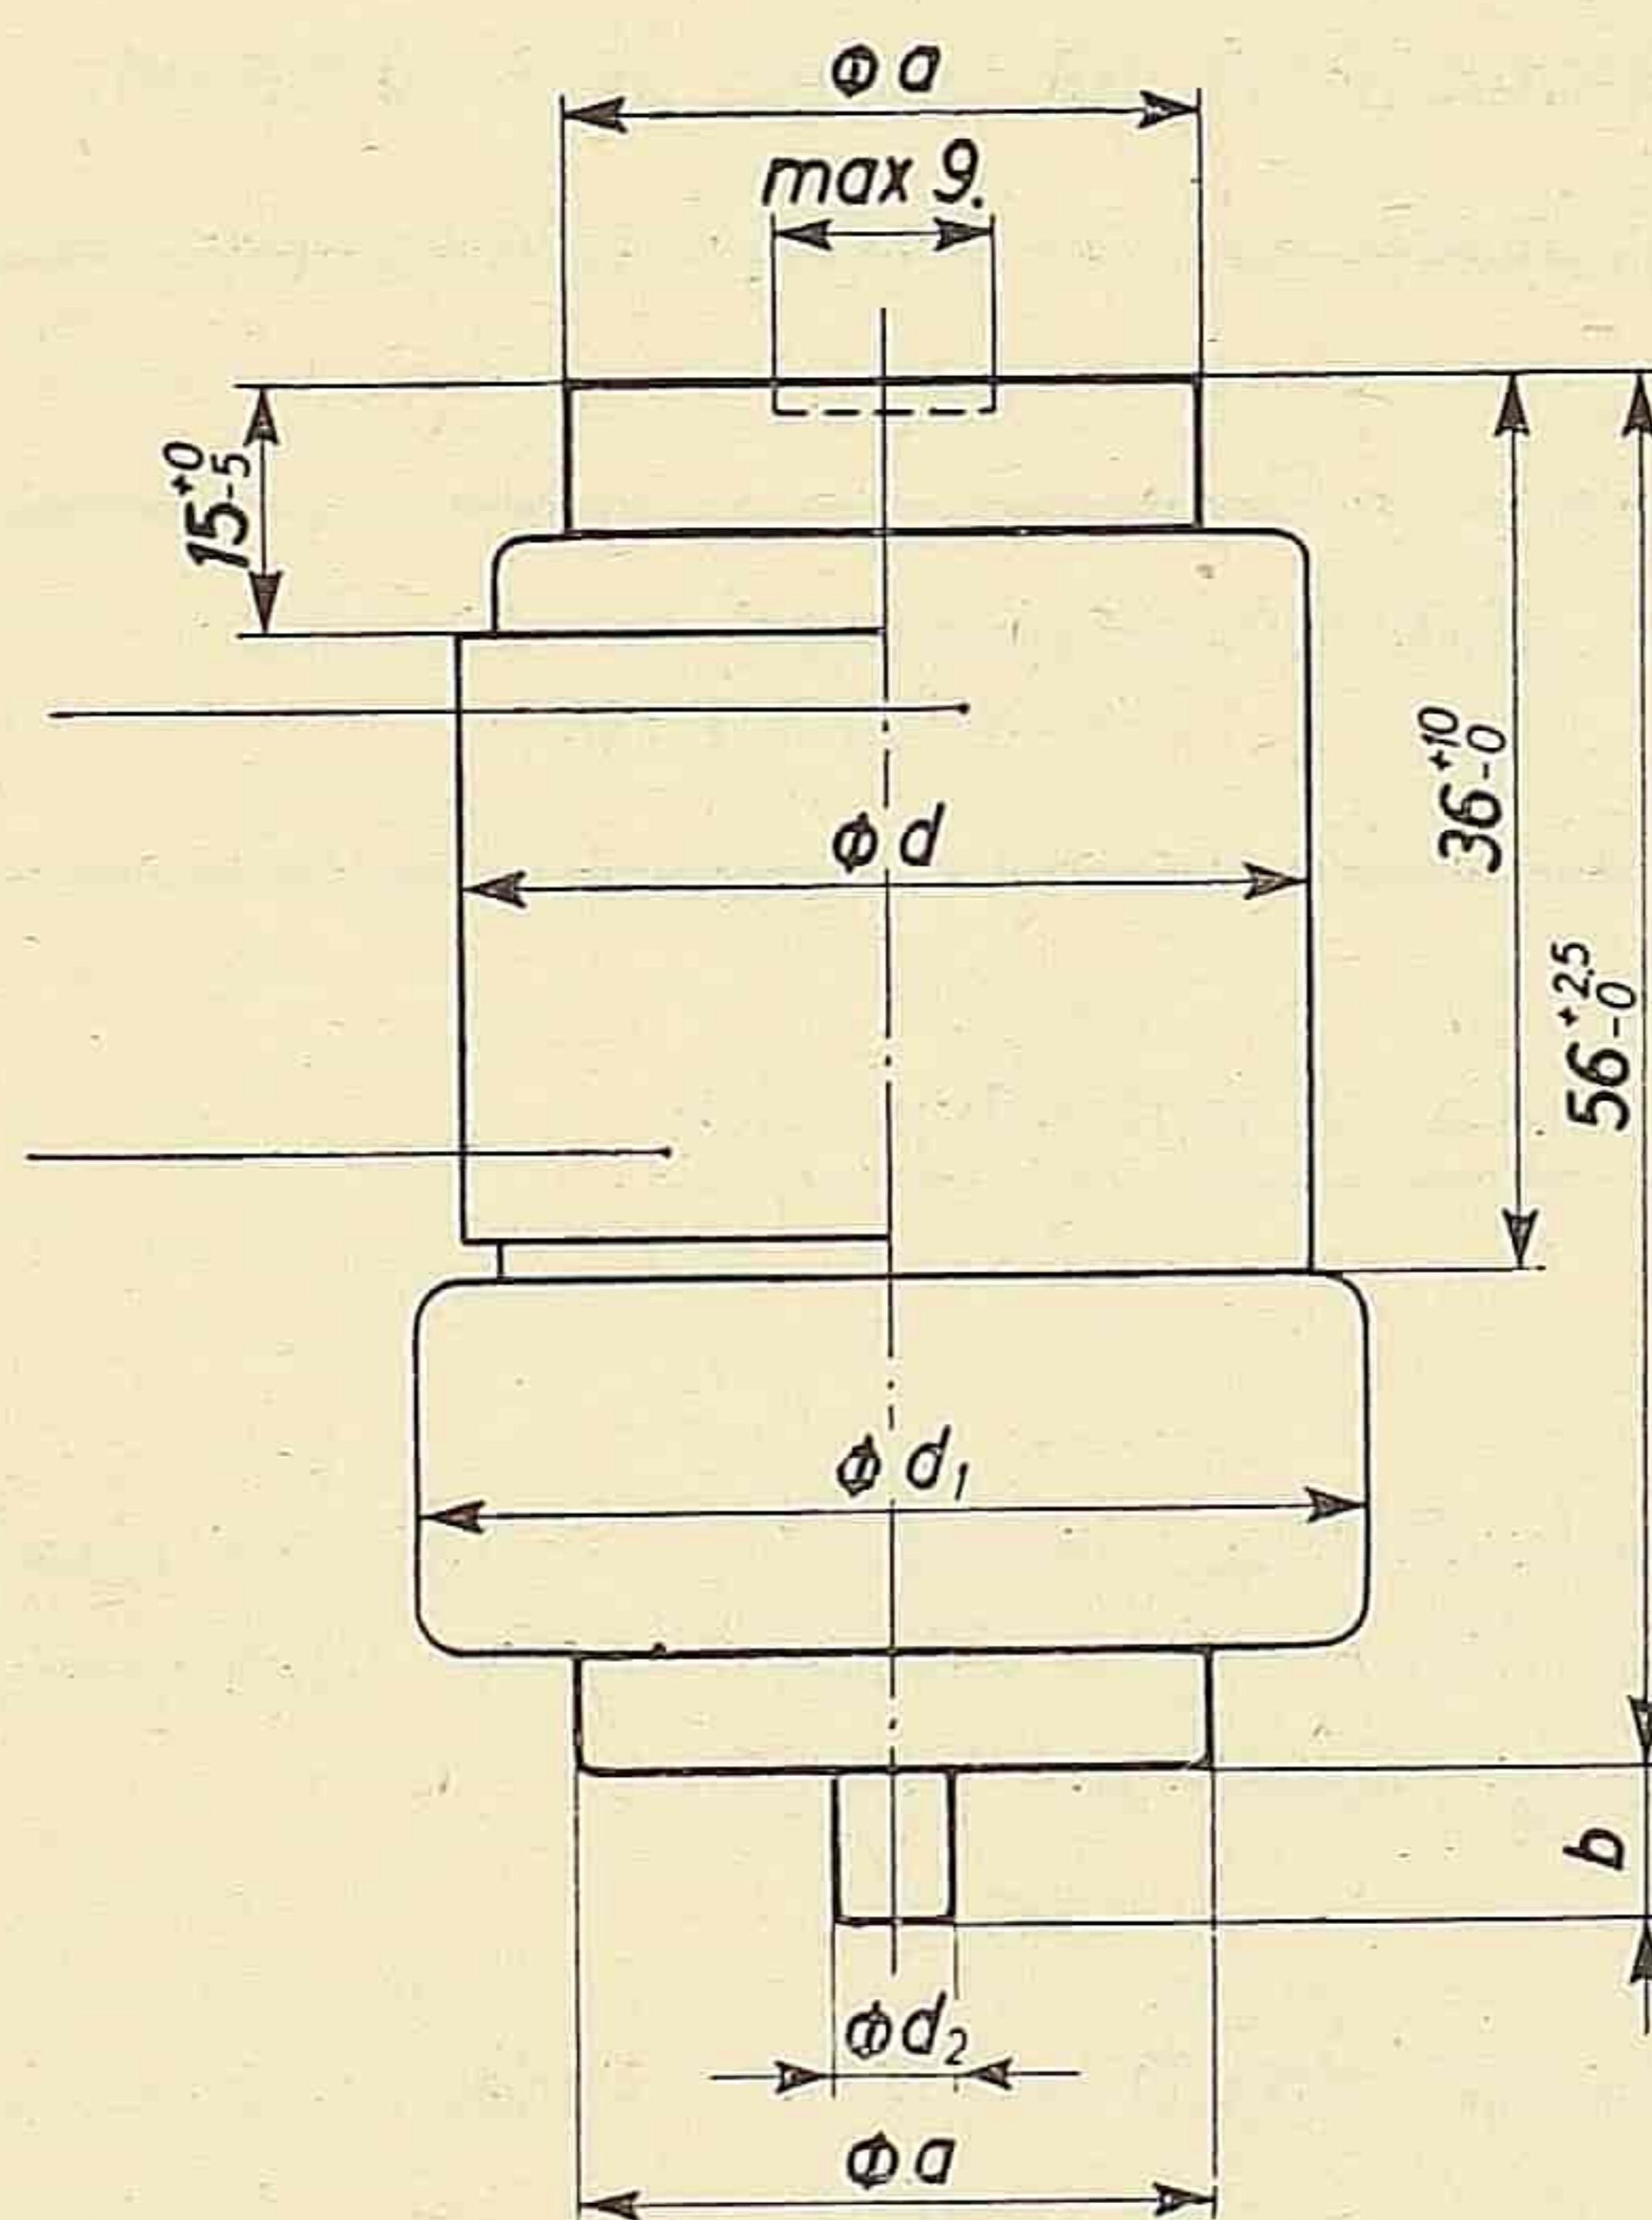 ⌀ a
max 9.
15 +0 -5
36 +10 -0
⌀ d
56 +2,5 -0
⌀ d₁
b
⌀ d₂
⌀ a